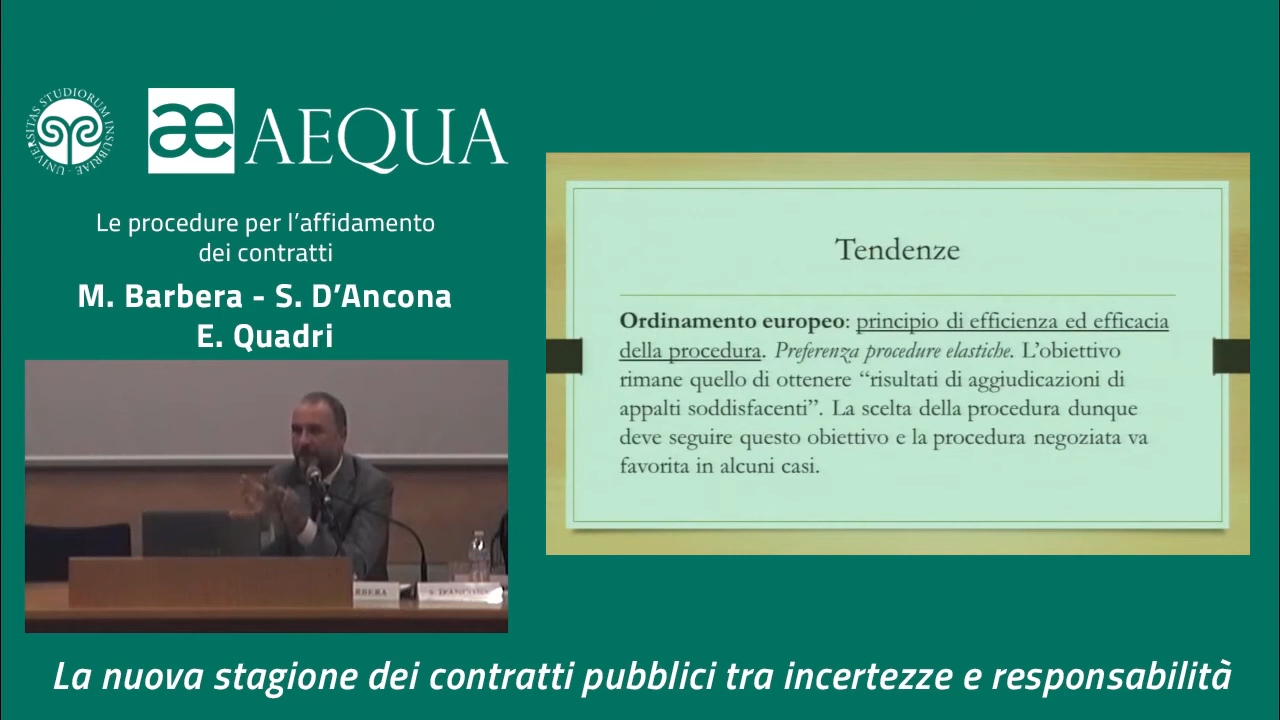 UNIVERSITAS STUDIORUM INSUBRIAE
æ AEQUA
Le procedure per l’affidamento
dei contratti
M. Barbera - S. D’Ancona
E. Quadri
Tendenze
Ordinamento europeo: principio di efficienza ed efficacia
della procedura. Preferenza procedure elastiche. L’obiettivo
rimane quello di ottenere “risultati di aggiudicazioni di
appalti soddisfacenti”. La scelta della procedura dunque
deve seguire questo obiettivo e la procedura negoziata va
favorita in alcuni casi.
S. D'ANCONA
La nuova stagione dei contratti pubblici tra incertezze e responsabilità